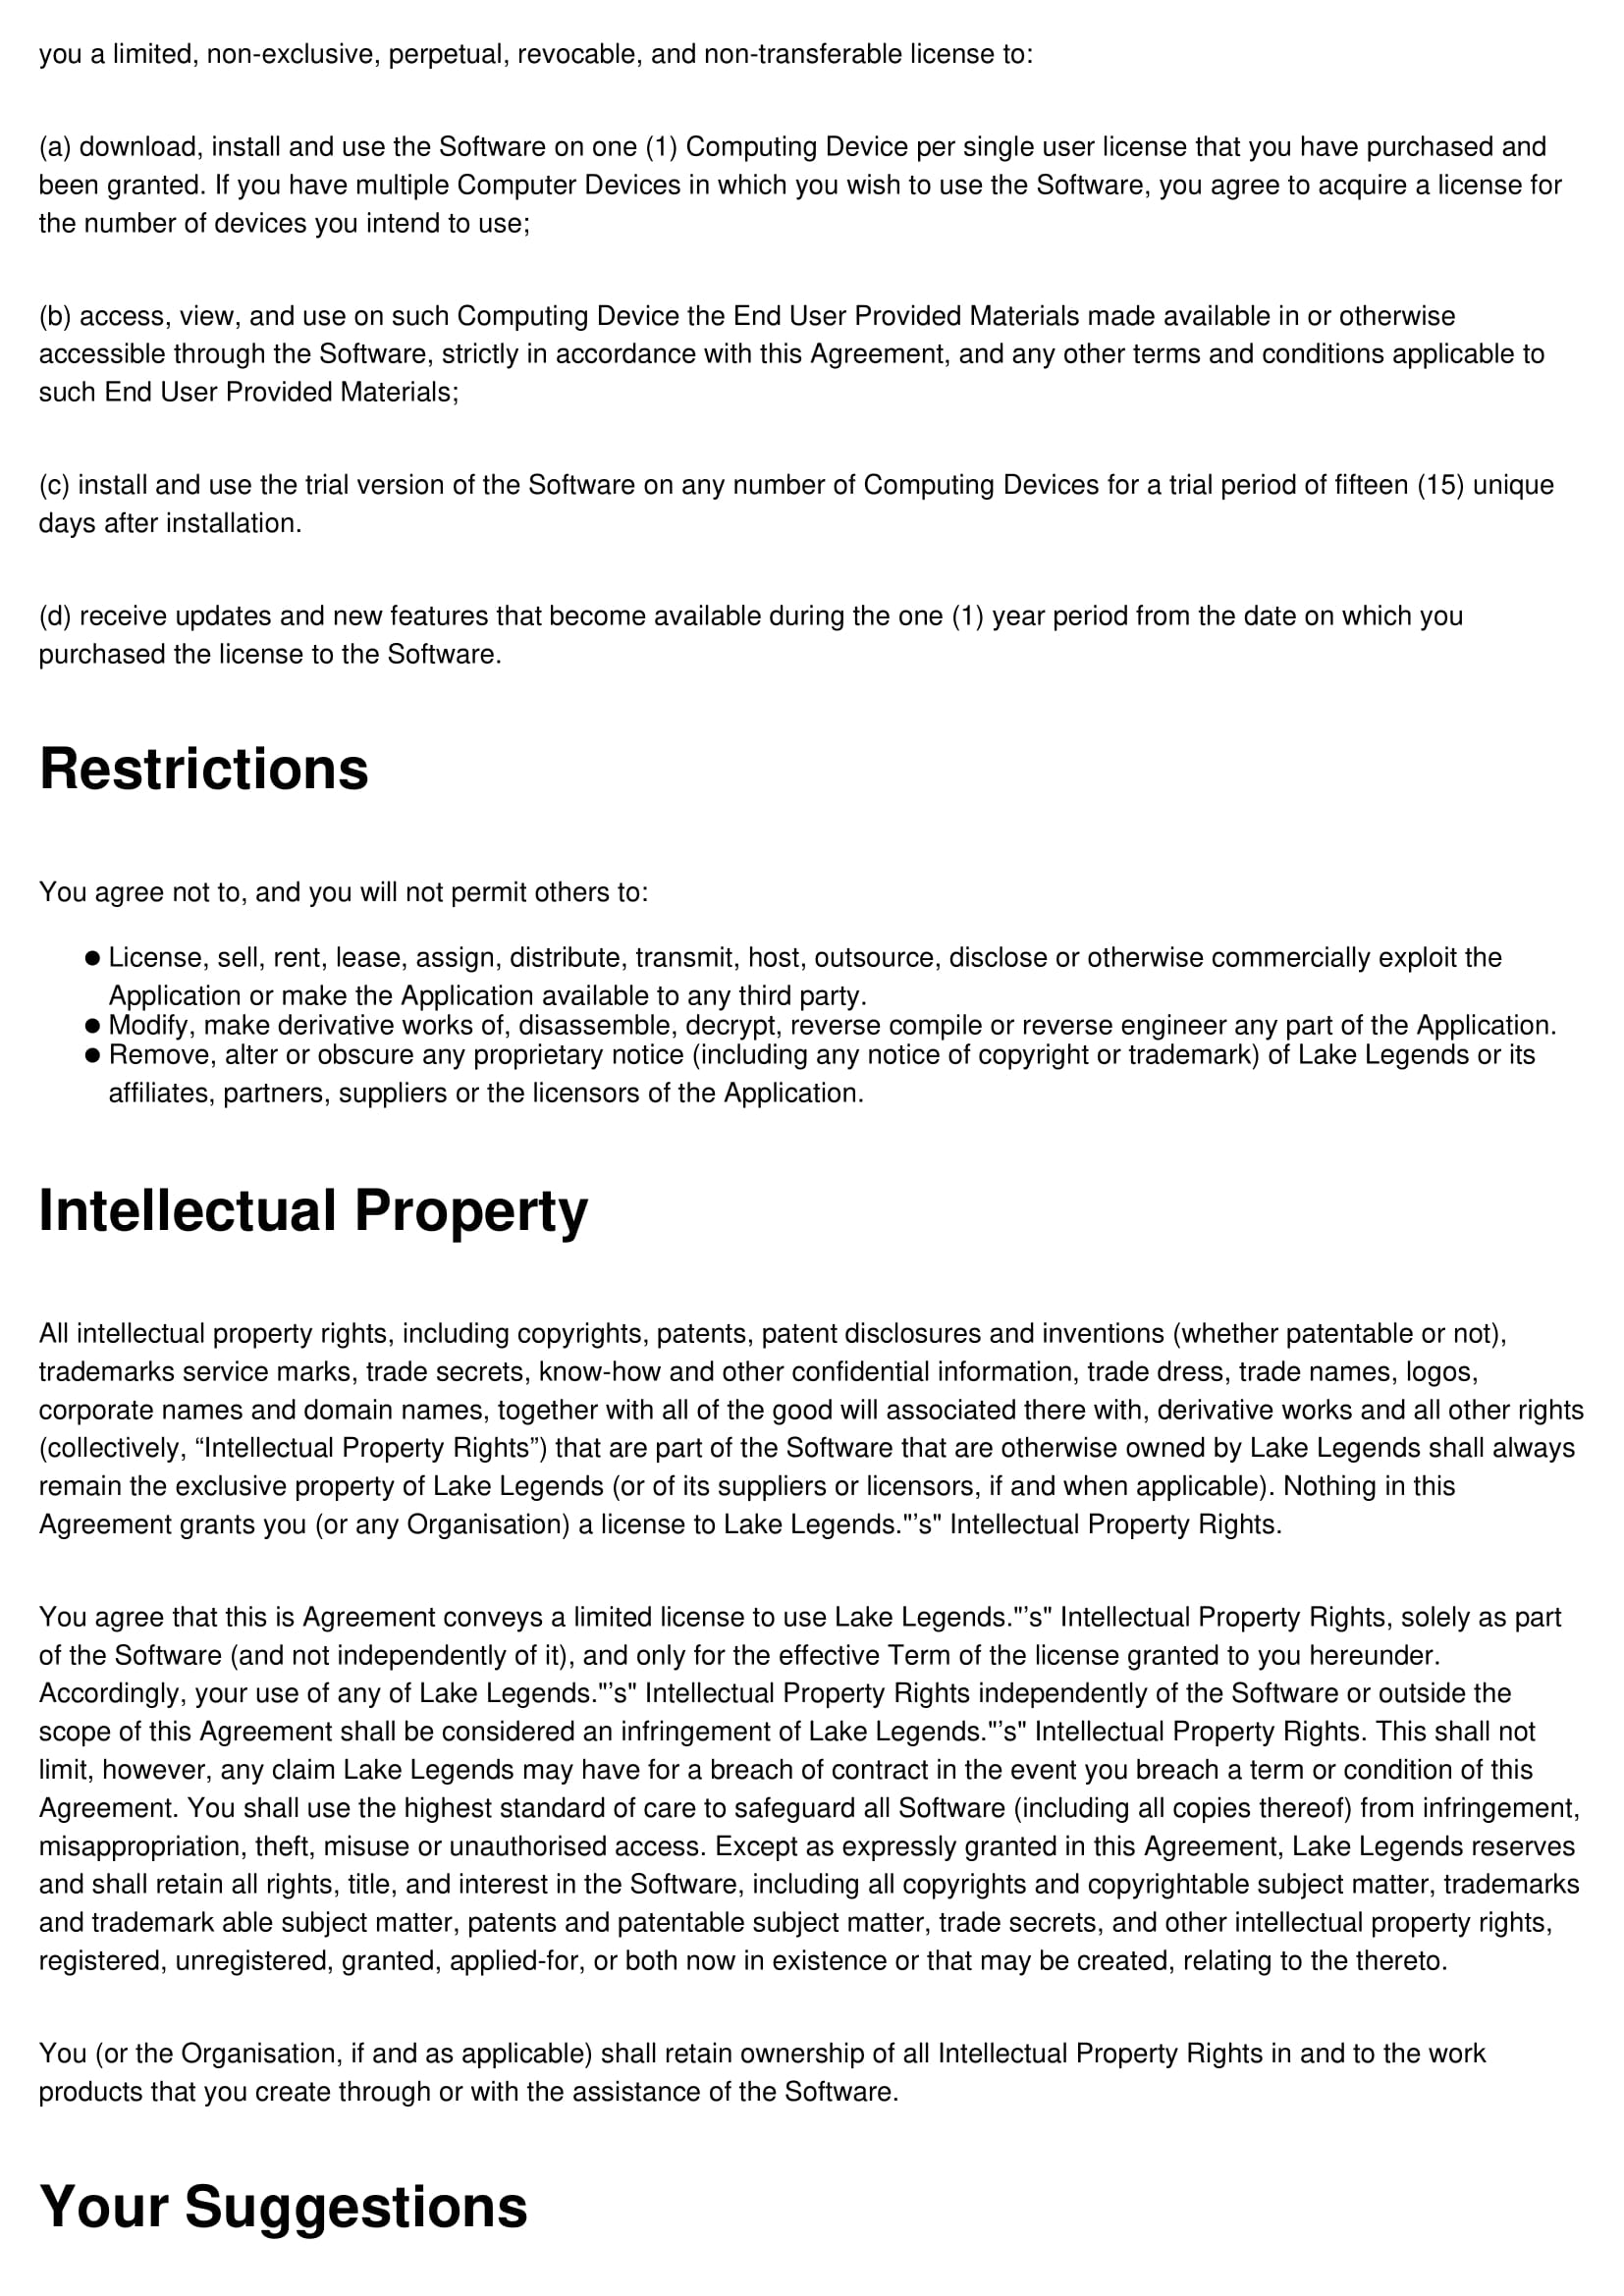 you a limited, non-exclusive, perpetual, revocable, and non-transferable license to:
(a) download, install and use the Software on one (1) Computing Device per single user license that you have purchased and
been granted. If you have multiple Computer Devices in which you wish to use the Software, you agree to acquire a license for
the number of devices you intend to use;
(b) access, view, and use on such Computing Device the End User Provided Materials made available in or otherwise
accessible through the Software, strictly in accordance with this Agreement, and any other terms and conditions applicable to
such End User Provided Materials;
(c) install and use the trial version of the Software on any number of Computing Devices for a trial period of fifteen (15) unique
days after installation.
(d) receive updates and new features that become available during the one (1) year period from the date on which you
purchased the license to the Software.
Restrictions
You agree not to, and you will not permit others to:
● License, sell, rent, lease, assign, distribute, transmit, host, outsource, disclose or otherwise commercially exploit the
Application or make the Application available to any third party.
● Modify, make derivative works of, disassemble, decrypt, reverse compile or reverse engineer any part of the Application.
● Remove, alter or obscure any proprietary notice (including any notice of copyright or trademark) of Lake Legends or its
affiliates, partners, suppliers or the licensors of the Application.
Intellectual Property
All intellectual property rights, including copyrights, patents, patent disclosures and inventions (whether patentable or not),
trademarks service marks, trade secrets, know-how and other confidential information, trade dress, trade names, logos,
corporate names and domain names, together with all of the good will associated there with, derivative works and all other rights
(collectively, “Intellectual Property Rights”) that are part of the Software that are otherwise owned by Lake Legends shall always
remain the exclusive property of Lake Legends (or of its suppliers or licensors, if and when applicable). Nothing in this
Agreement grants you (or any Organisation) a license to Lake Legends."’s" Intellectual Property Rights.
You agree that this is Agreement conveys a limited license to use Lake Legends."’s" Intellectual Property Rights, solely as part
of the Software (and not independently of it), and only for the effective Term of the license granted to you hereunder.
Accordingly, your use of any of Lake Legends."’s" Intellectual Property Rights independently of the Software or outside the
scope of this Agreement shall be considered an infringement of Lake Legends."’s" Intellectual Property Rights. This shall not
limit, however, any claim Lake Legends may have for a breach of contract in the event you breach a term or condition of this
Agreement. You shall use the highest standard of care to safeguard all Software (including all copies thereof) from infringement,
misappropriation, theft, misuse or unauthorised access. Except as expressly granted in this Agreement, Lake Legends reserves
and shall retain all rights, title, and interest in the Software, including all copyrights and copyrightable subject matter, trademarks
and trademark able subject matter, patents and patentable subject matter, trade secrets, and other intellectual property rights,
registered, unregistered, granted, applied-for, or both now in existence or that may be created, relating to the thereto.
You (or the Organisation, if and as applicable) shall retain ownership of all Intellectual Property Rights in and to the work
products that you create through or with the assistance of the Software.
Your Suggestions